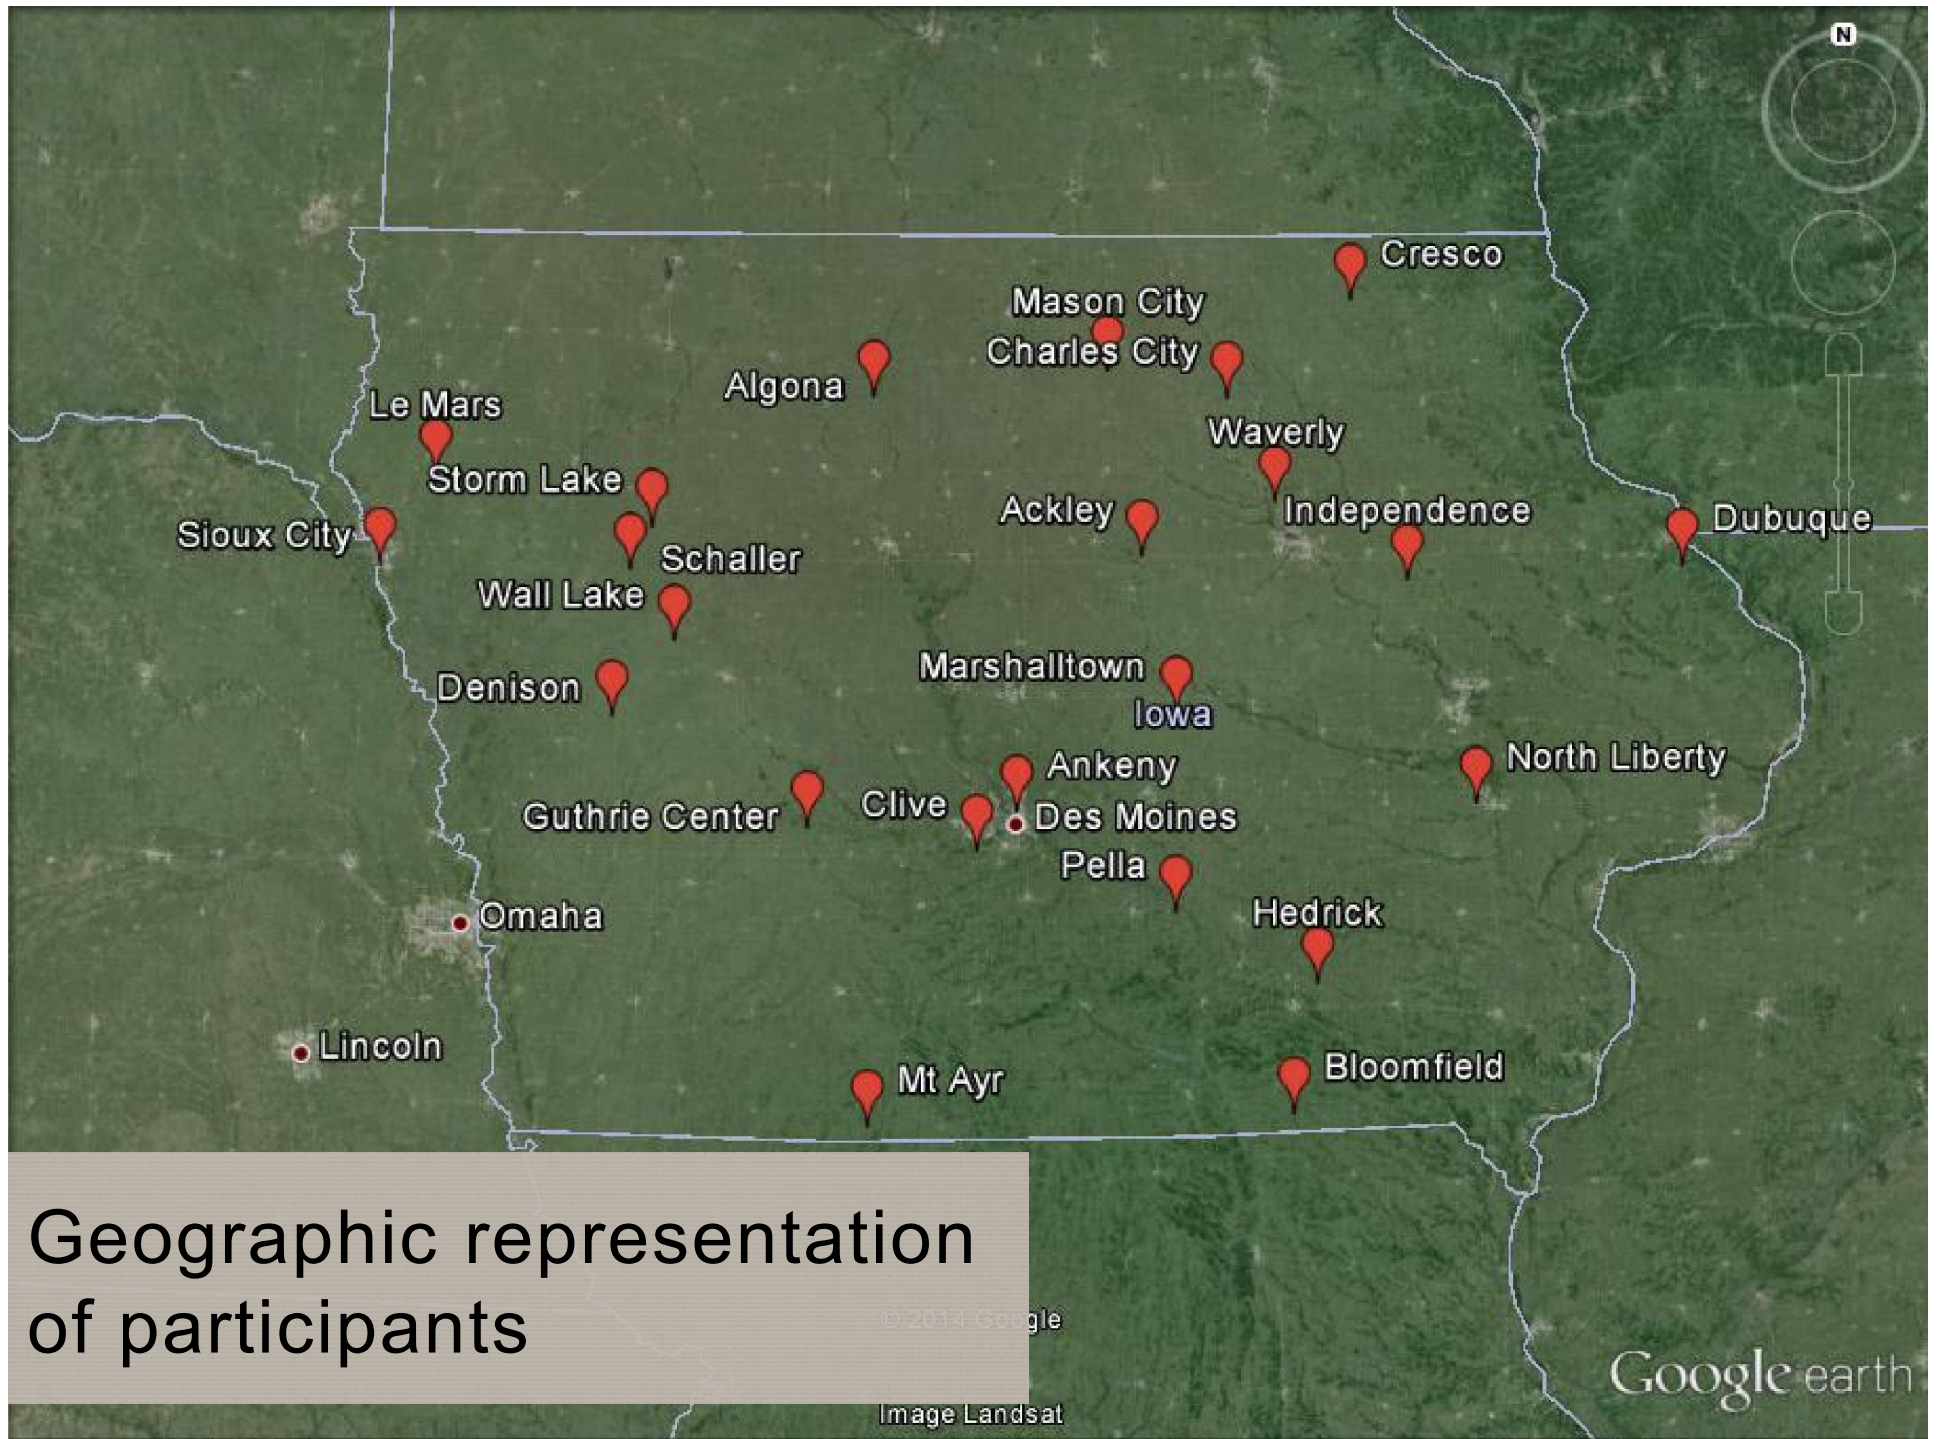 N
Cresco
Mason City
Charles City
Algona
Le Mars
Waverly
Storm Lake
Ackley
Independence
Dubuque
Sioux City
Schaller
Wall Lake
Marshalltown
Denison
Iowa
North Liberty
Ankeny
Clive
Guthrie Center
Des Moines
Pella
Hedrick
Omaha
Lincoln
Bloomfield
Mt Ayr
Geographic representation
of participants
© 2014 Google
Google earth
Image Landsat